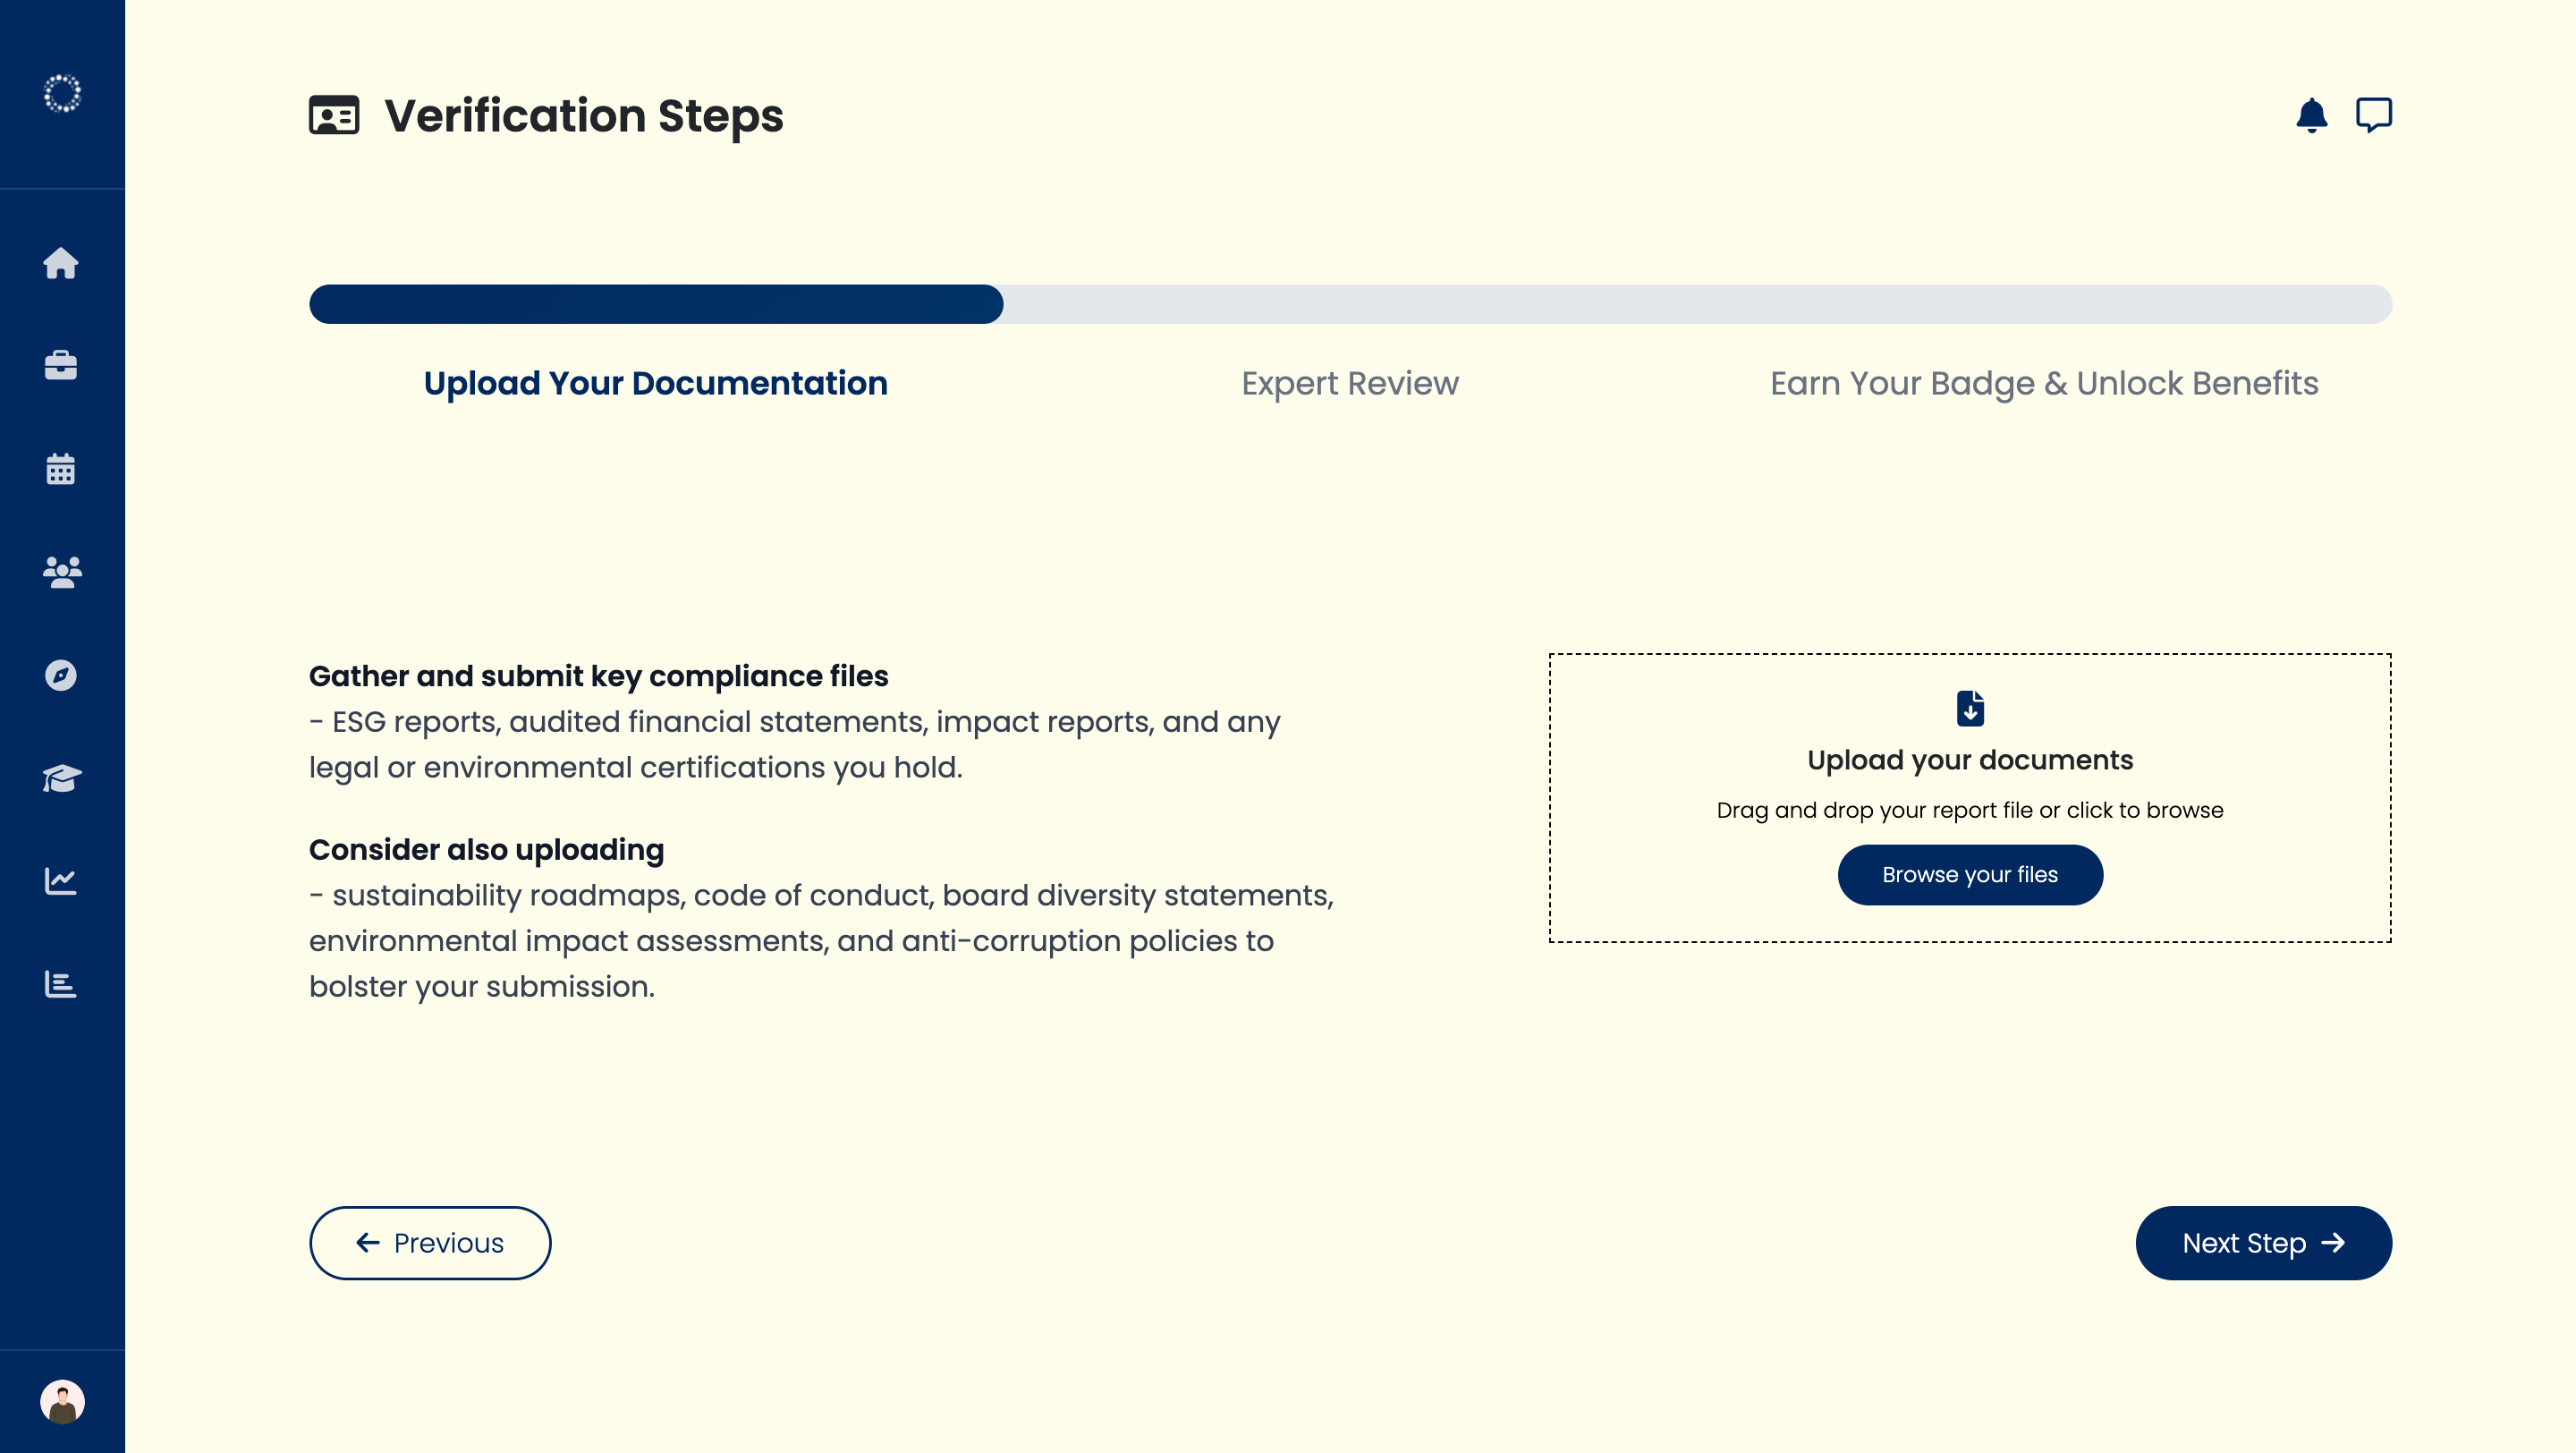 Verification Steps
Upload Your Documentation
Expert Review
Earn Your Badge & Unlock Benefits
Gather and submit key compliance files
- ESG reports, audited financial statements, impact reports, and any
legal or environmental certifications you hold.
Consider also uploading
- sustainability roadmaps, code of conduct, board diversity statements,
environmental impact assessments, and anti-corruption policies to
bolster your submission.
Upload your documents
Drag and drop your report file or click to browse
Browse your files
Previous
Next Step